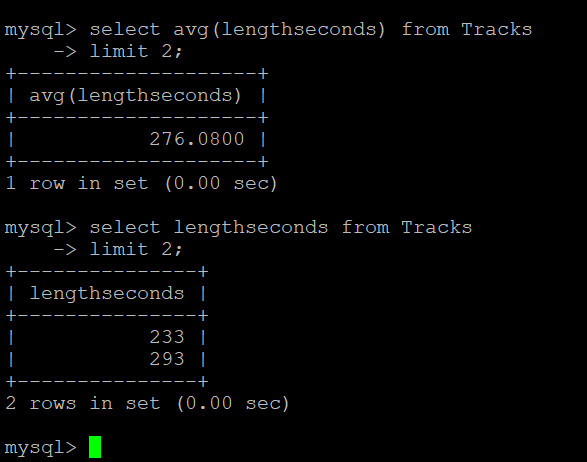 mysql> select avg(lengthseconds) from Tracks
    -> limit 2;
+--------------------+
| avg(lengthseconds) |
+--------------------+
|           276.0800 |
+--------------------+
1 row in set (0.00 sec)

mysql> select lengthseconds from Tracks
    -> limit 2;
+---------------+
| lengthseconds |
+---------------+
|           233 |
|           293 |
+---------------+
2 rows in set (0.00 sec)

mysql>